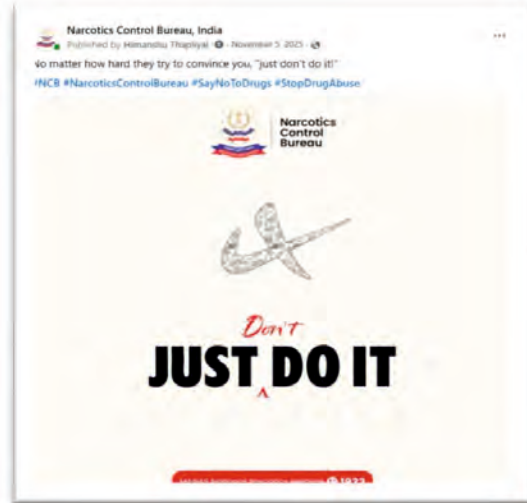 Narcotics Control Bureau, India
Published by Himanshu Thapliyal · November 5, 2025 ·
No matter how hard they try to convince you, "just don't do it!"
#NCB #NarcoticsControlBureau #SayNoToDrugs #StopDrugAbuse
Narcotics
Control
Bureau
Don't
JUST DO IT
1933